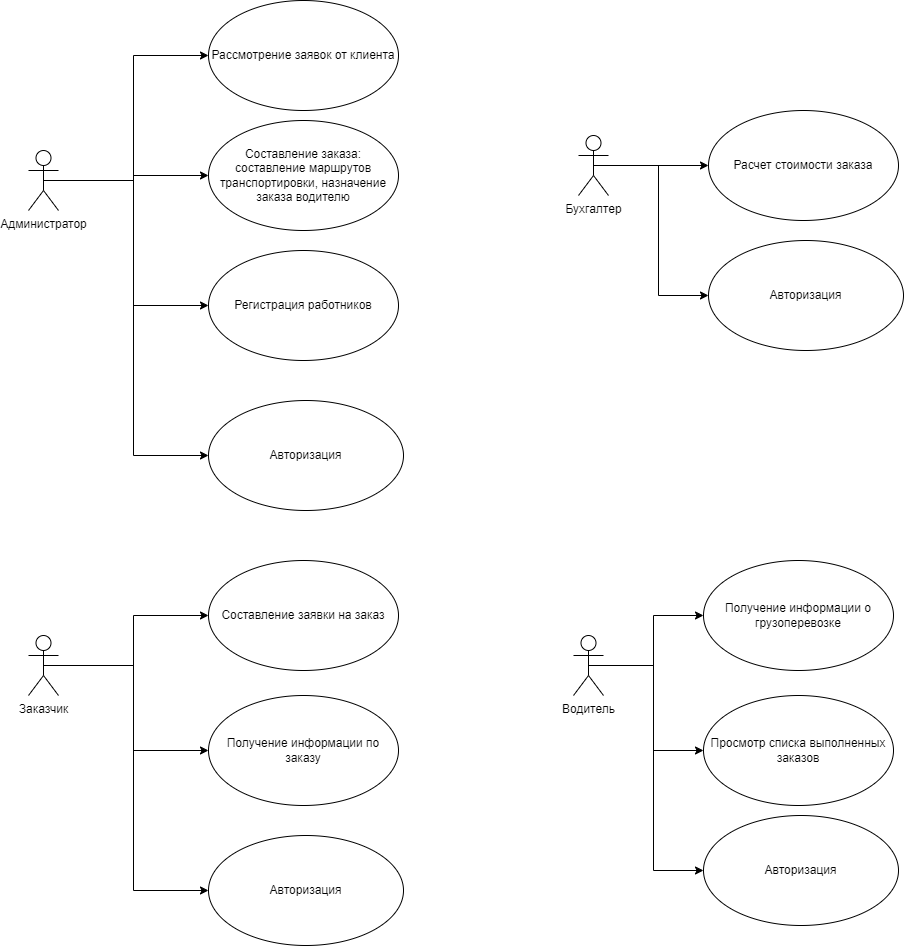 Рассмотрение заявок от клиента
Составление заказа:
составление маршрутов
транспортировки, назначение
заказа водителю
Администратор
Регистрация работников
Авторизация
Расчет стоимости заказа
Бухгалтер
Авторизация
Составление заявки на заказ
Заказчик
Получение информации по
заказу
Авторизация
Получение информации о
грузоперевозке
Водитель
Просмотр списка выполненных
заказов
Авторизация